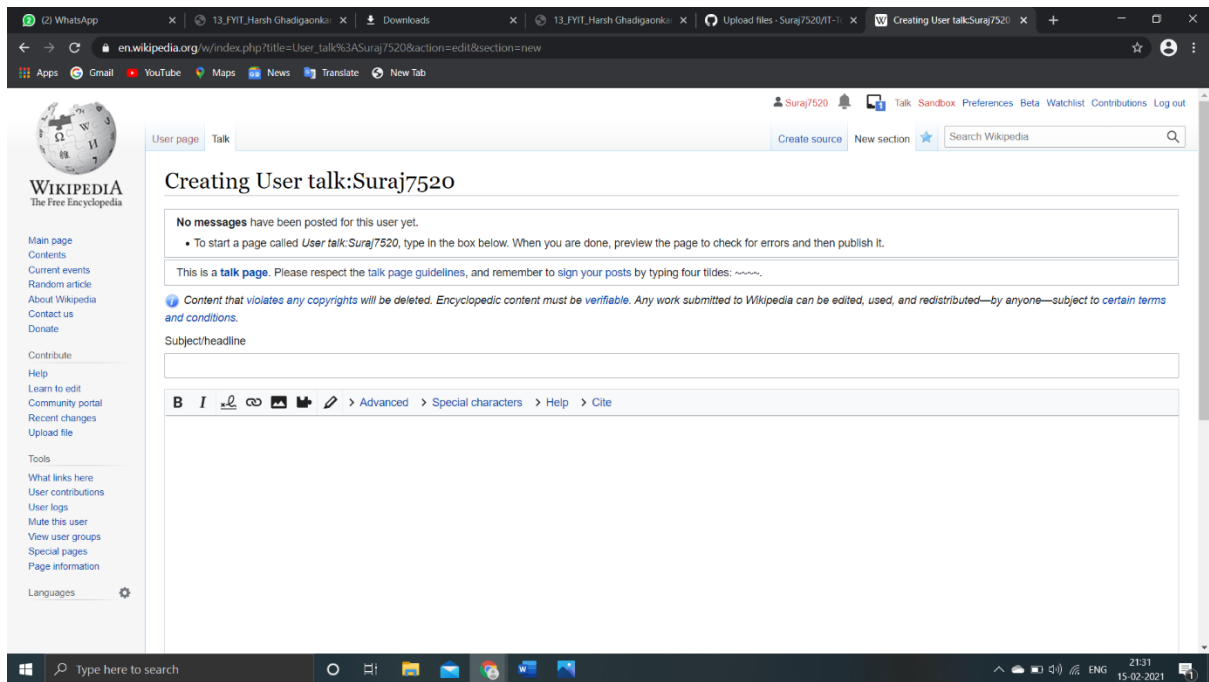 2 (2) WhatsApp
13_FYIT_Harsh Ghadigaonkar
Downloads
13_FYIT_Harsh Ghadigaonkar
Upload files · Suraj7520/IT-To
W Creating User talk:Suraj7520
en.wikipedia.org/w/index.php?title=User_talk%3ASuraj7520&action=edit&section=new
Apps Gmail YouTube Maps News Translate New Tab
Suraj7520 1 Talk Sandbox Preferences Beta Watchlist Contributions Log out
User page Talk Create source New section Search Wikipedia
WIKIPEDIA
The Free Encyclopedia
Main page
Contents
Current events
Random article
About Wikipedia
Contact us
Donate
Contribute
Help
Learn to edit
Community portal
Recent changes
Upload file
Tools
What links here
User contributions
User logs
Mute this user
View user groups
Special pages
Page information
Languages
Creating User talk:Suraj7520
No messages have been posted for this user yet.
• To start a page called User talk:Suraj7520, type in the box below. When you are done, preview the page to check for errors and then publish it.
This is a talk page. Please respect the talk page guidelines, and remember to sign your posts by typing four tildes: ~~~~.
Content that violates any copyrights will be deleted. Encyclopedic content must be verifiable. Any work submitted to Wikipedia can be edited, used, and redistributed—by anyone—subject to certain terms
and conditions.
Subject/headline
B I > Advanced > Special characters > Help > Cite
Type here to search
ENG
21:31
15-02-2021
1